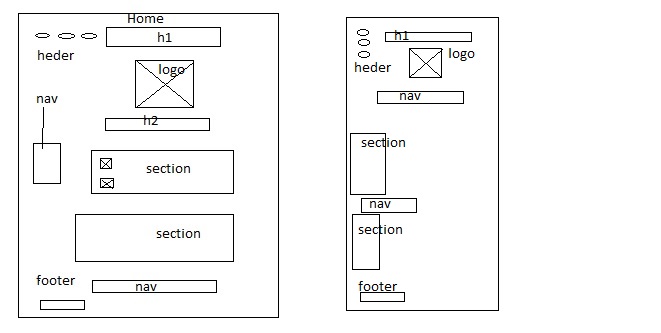 Home
h1
heder
logo
nav
h2
section
section
footer
nav
h1
logo
heder
nav
section
nav
section
footer